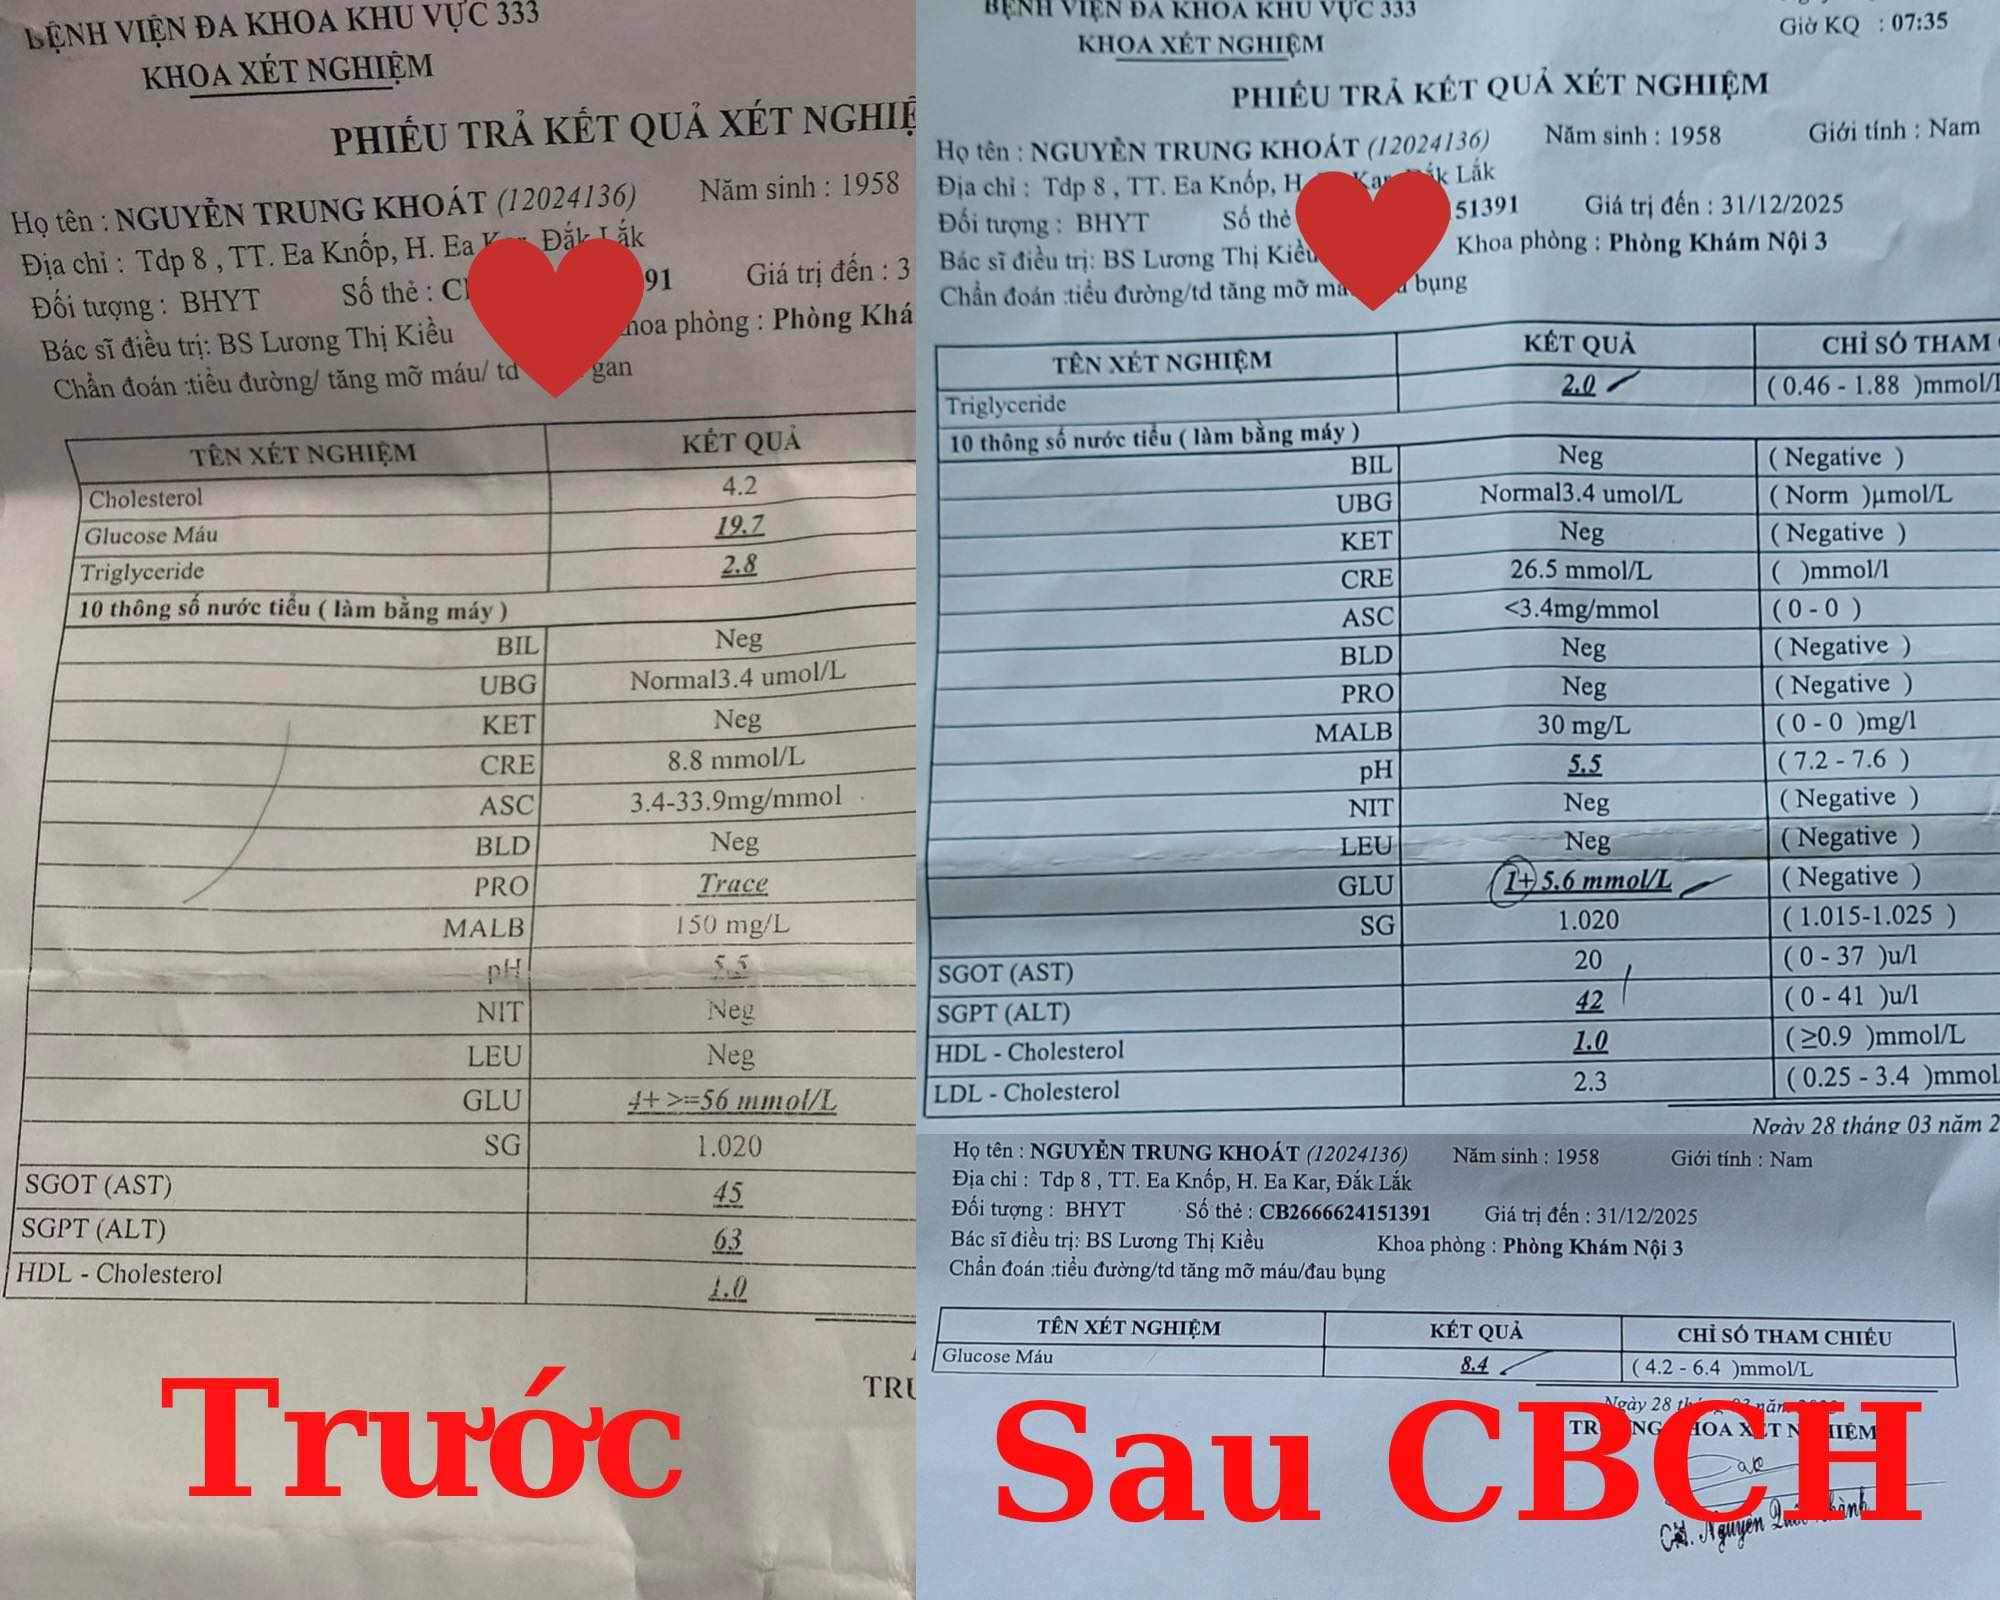 BỆNH VIỆN ĐA KHOA KHU VỰC 333
KHOA XÉT NGHIỆM
PHIẾU TRẢ KẾT QUẢ XÉT NGHIỆ
Họ tên : NGUYỄN TRUNG KHOÁT (12024136) Năm sinh : 1958
Địa chỉ : Tdp 8 , TT. Ea Knốp, H. Ea Kar, Đắk Lắk
Đối tượng : BHYT Số thẻ : C 91 Giá trị đến : 3
Bác sĩ điều trị: BS Lương Thị Kiều hoa phòng : Phòng Khá
Chẩn đoán :tiểu đường/ tăng mỡ máu/ td gan
TÊN XÉT NGHIỆM KẾT QUẢ
Cholesterol 4.2
Glucose Máu 19.7
Triglyceride 2.8
10 thông số nước tiểu ( làm bằng máy )
BIL Neg
UBG Normal3.4 umol/L
KET Neg
CRE 8.8 mmol/L
ASC 3.4-33.9mg/mmol
BLD Neg
PRO Trace
MALB 150 mg/L
pH 5.5
NIT Neg
LEU Neg
GLU 4+ >=56 mmol/L
SG 1.020
SGOT (AST) 45
SGPT (ALT) 63
HDL - Cholesterol 1.0
TRƯ
Trước
BỆNH VIỆN ĐA KHOA KHU VỰC 333
KHOA XÉT NGHIỆM
Giờ KQ : 07:35
PHIẾU TRẢ KẾT QUẢ XÉT NGHIỆM
Họ tên : NGUYỄN TRUNG KHOÁT (12024136) Năm sinh : 1958 Giới tính : Nam
Địa chỉ : Tdp 8 , TT. Ea Knốp, H. Kar, Đắk Lắk
Đối tượng : BHYT Số thẻ 51391 Giá trị đến : 31/12/2025
Bác sĩ điều trị: BS Lương Thị Kiều Khoa phòng : Phòng Khám Nội 3
Chẩn đoán :tiểu đường/td tăng mỡ má bụng
TÊN XÉT NGHIỆM KẾT QUẢ CHỈ SỐ THAM
Triglyceride 2.0 ( 0.46 - 1.88 )mmol/l
10 thông số nước tiểu ( làm bằng máy )
BIL Neg ( Negative )
UBG Normal3.4 umol/L ( Norm )µmol/L
KET Neg ( Negative )
CRE 26.5 mmol/L ( )mmol/l
ASC <3.4mg/mmol ( 0 - 0 )
BLD Neg ( Negative )
PRO Neg ( Negative )
MALB 30 mg/L ( 0 - 0 )mg/l
pH 5.5 ( 7.2 - 7.6 )
NIT Neg ( Negative )
LEU Neg ( Negative )
GLU 1+ 5.6 mmol/L ( Negative )
SG 1.020 ( 1.015-1.025 )
SGOT (AST) 20 ( 0 - 37 )u/l
SGPT (ALT) 42 ( 0 - 41 )u/l
HDL - Cholesterol 1.0 ( ≥0.9 )mmol/L
LDL - Cholesterol 2.3 ( 0.25 - 3.4 )mmol
Ngày 28 tháng 03 năm 2
Họ tên : NGUYỄN TRUNG KHOÁT (12024136) Năm sinh : 1958 Giới tính : Nam
Địa chỉ : Tdp 8 , TT. Ea Knốp, H. Ea Kar, Đắk Lắk
Đối tượng : BHYT Số thẻ : CB2666624151391 Giá trị đến : 31/12/2025
Bác sĩ điều trị: BS Lương Thị Kiều Khoa phòng : Phòng Khám Nội 3
Chẩn đoán :tiểu đường/td tăng mỡ máu/đau bụng
TÊN XÉT NGHIỆM KẾT QUẢ CHỈ SỐ THAM CHIẾU
Glucose Máu 8.4 ( 4.2 - 6.4 )mmol/L
Ngày 28 năm
KHOA XÉT NGHIỆM
Nguyễn
Sau CBCH